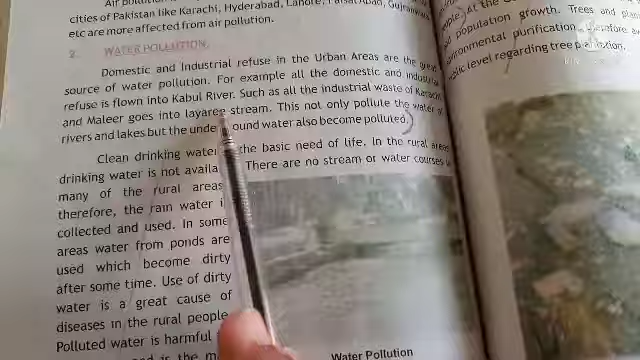 Air pollution
cities of Pakistan like Karachi, Hyderabad, Lahore, Faisalabad, Gujranwala
etc are more affected from air pollution.
2. WATER POLLUTION.
Domestic and Industrial refuse in the Urban Areas are the great
source of water pollution. For example all the domestic and industrial
refuse is flown into Kabul River. Such as all the industrial waste of Karachi
and Maleer goes into layaree stream. This not only pollute the water of
rivers and lakes but the under ound water also become polluted.
Clean drinking water the basic need of life. In the rural areas
drinking water is not availa There are no stream or water courses
many of the rural areas
therefore, the rain water
collected and used. In some
areas water from ponds are
used which become dirty
after some time. Use of dirty
water is a great cause of
diseases in the rural people
Polluted water is harmful
and is the
Water Pollution
At the
population growth. Trees and
purification.
level regarding tree